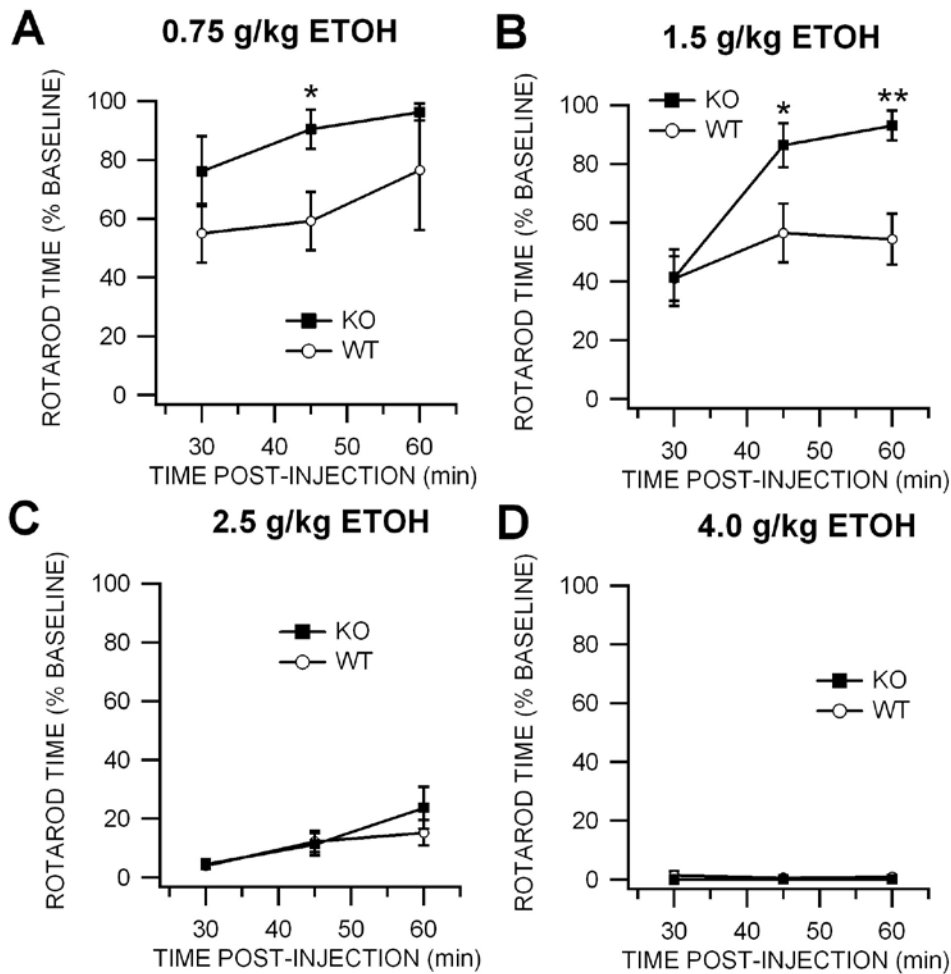 A
0.75 g/kg ETOH
ROTAROD TIME (% BASELINE)
100
80
60
40
20
0
*
KO
WT
30
40
50
60
TIME POST-INJECTION (min)
B
1.5 g/kg ETOH
ROTAROD TIME (% BASELINE)
100
80
60
40
20
0
KO
WT
*
**
30
40
50
60
TIME POST-INJECTION (min)
C
2.5 g/kg ETOH
ROTAROD TIME (% BASELINE)
100
80
60
40
20
0
KO
WT
30
40
50
60
TIME POST-INJECTION (min)
D
4.0 g/kg ETOH
ROTAROD TIME (% BASELINE)
100
80
60
40
20
0
KO
WT
30
40
50
60
TIME POST-INJECTION (min)